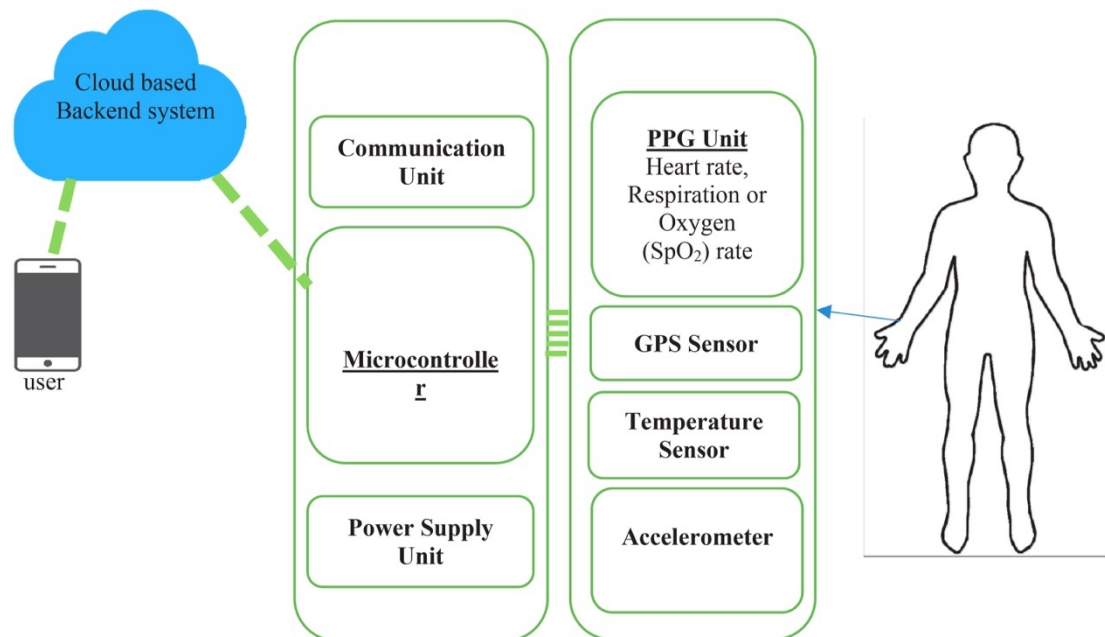 Cloud based
Backend system
user
Communication
Unit
Microcontrolle
r
Power Supply
Unit
PPG Unit
Heart rate,
Respiration or
Oxygen
(SpO₂) rate
GPS Sensor
Temperature
Sensor
Accelerometer